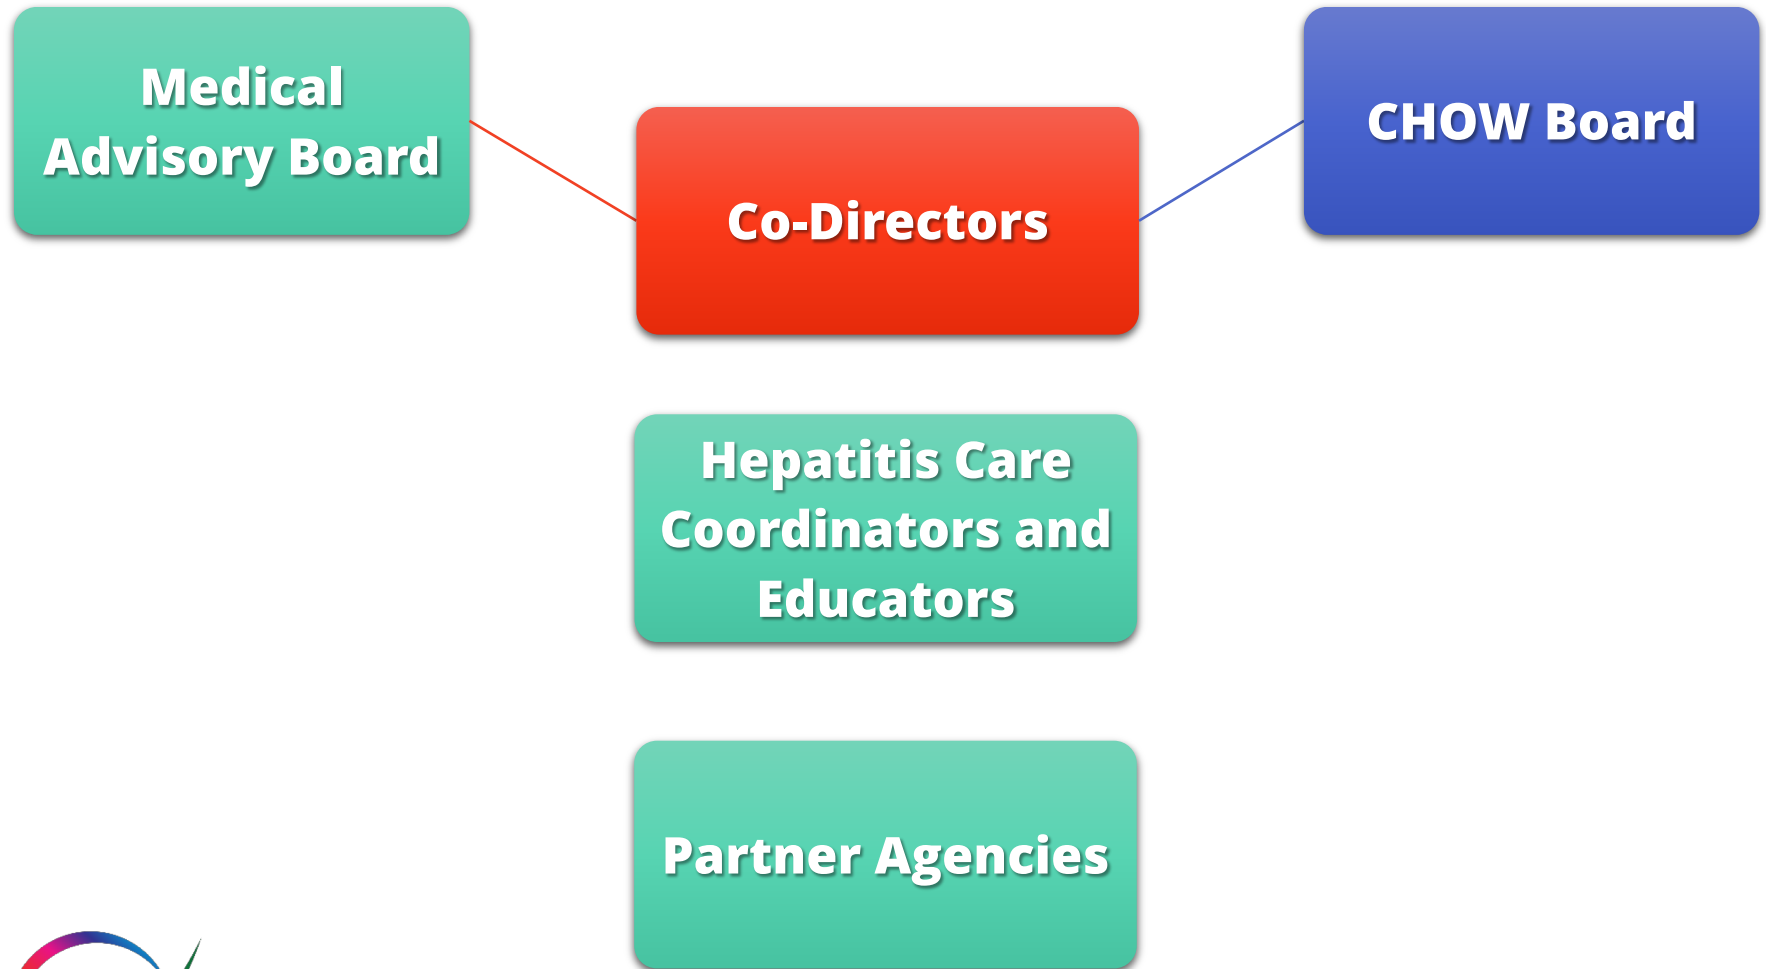 Medical
Advisory Board
CHOW Board
Co-Directors
Hepatitis Care
Coordinators and
Educators
Partner Agencies